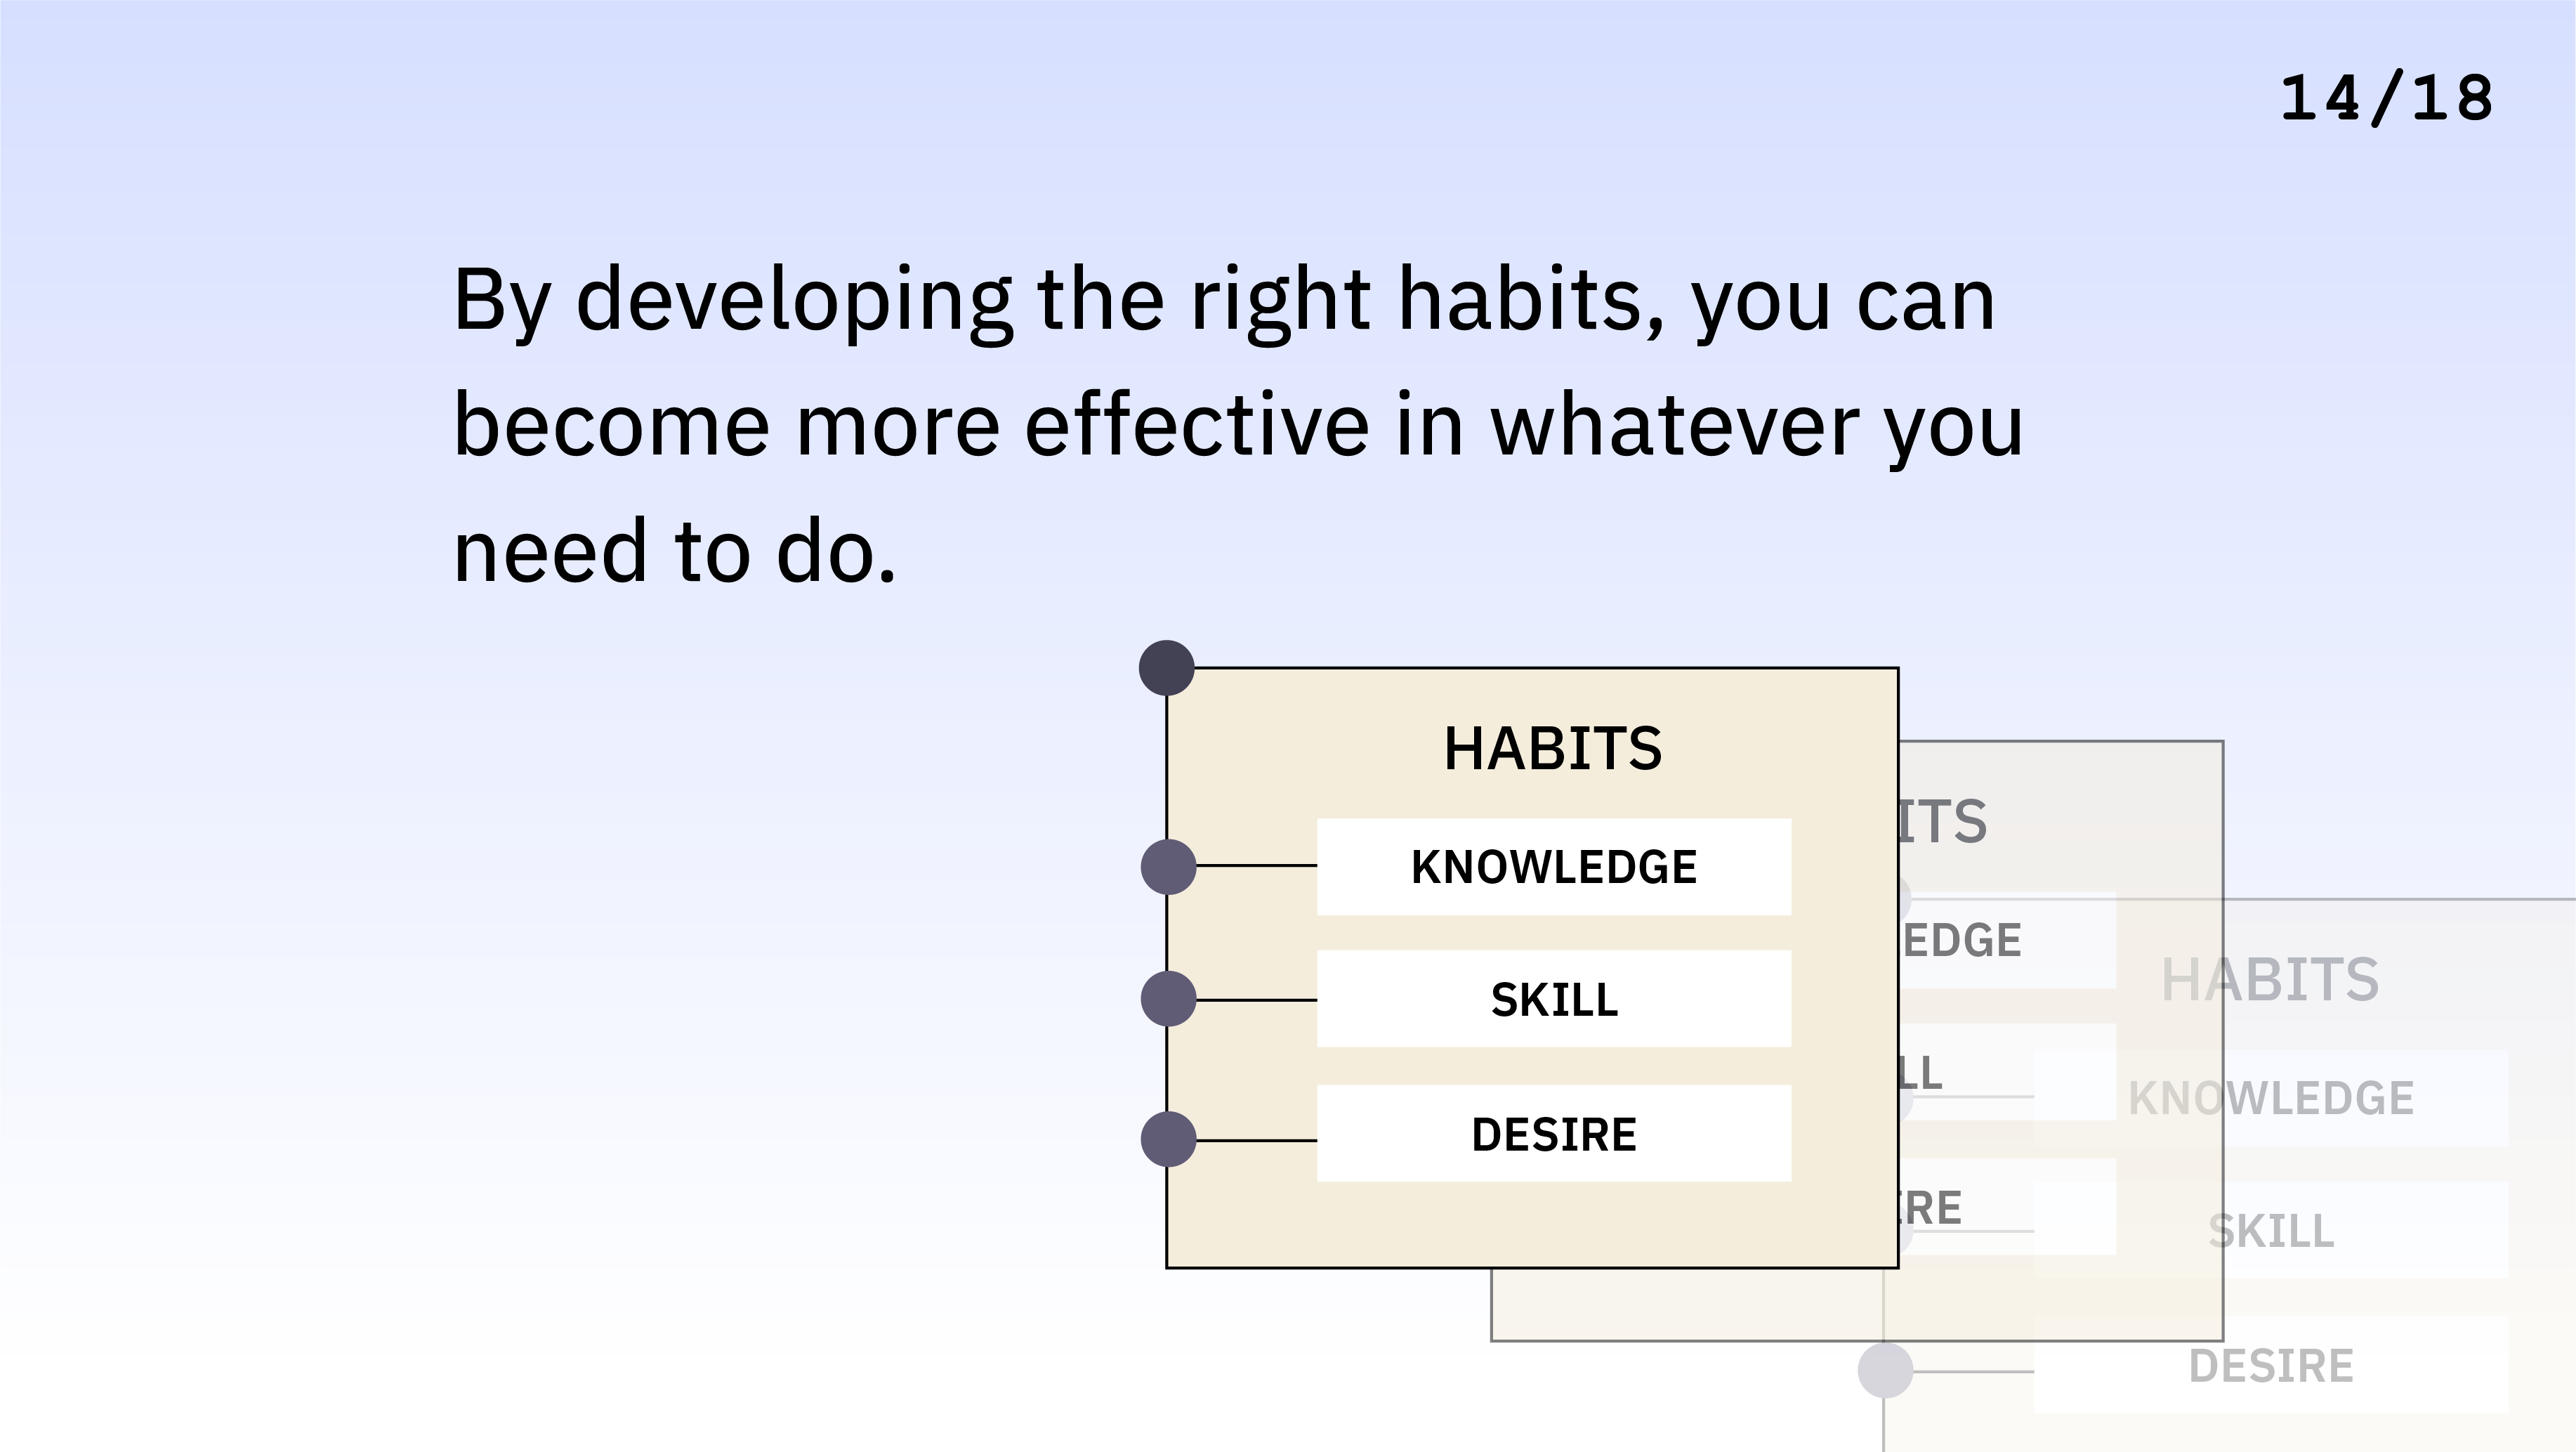 14/18
By developing the right habits, you can
become more effective in whatever you
need to do.
HABITS
KNOWLEDGE
SKILL
DESIRE
ITS
EDGE
LL
RE
HABITS
KNOWLEDGE
SKILL
DESIRE